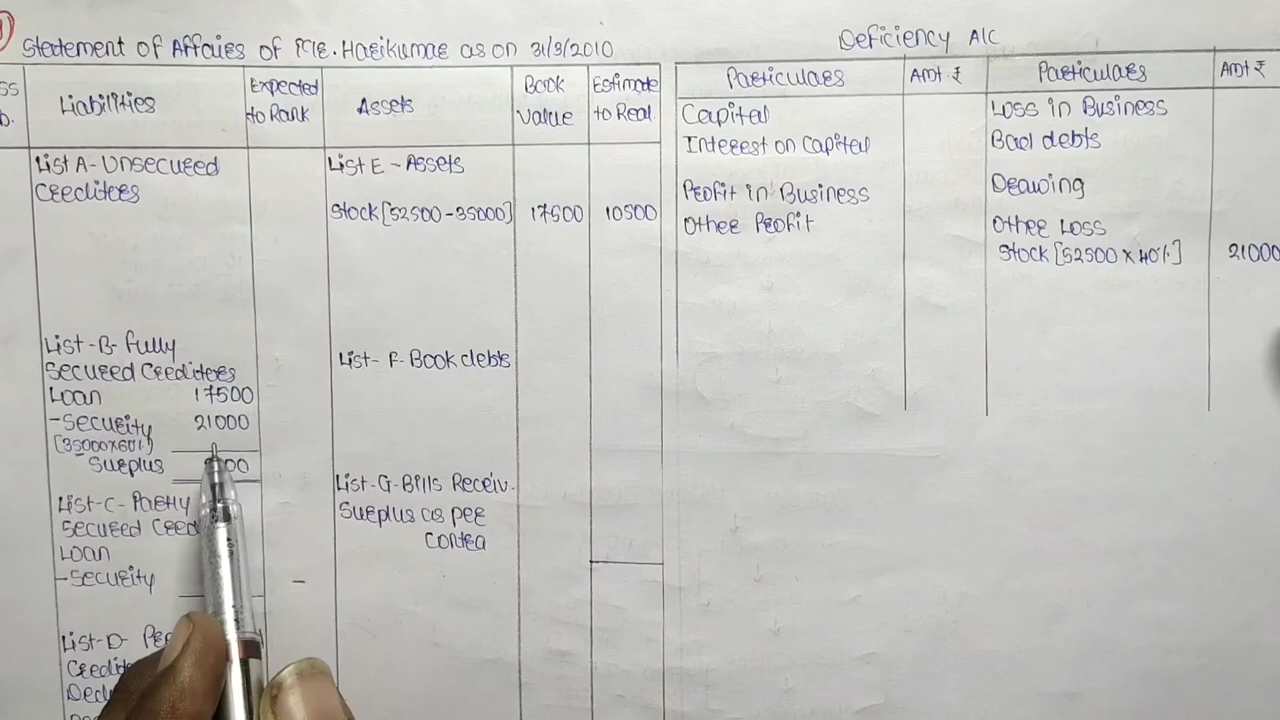 Statement of Affairs of Mr. Harikumar as on 31/3/2010
Liabilities
Expected
to Rank
Assets
Book
Value
Estimate
to Real.
List A - Unsecured
Creditors
List E - Assets
Stock [52500 - 35000] 17500 10500
List - B - Fully
Secured Creditors
Loan 17500
- Security 21000
[35000x60%]
Surplus
List - F - Book debts
List - C - Partly
Secured
Loan
- Security -
List - G - Bills Receiv.
Surplus as per
Contra
List - D -
Deficiency A/C
Particulars Amt ₹ Particulars Amt ₹
Capital
Interest on Capital
Profit in Business
Other Profit
Loss in Business
Bad debts
Drawing
Other Loss
Stock [52500 x 40%] 21000